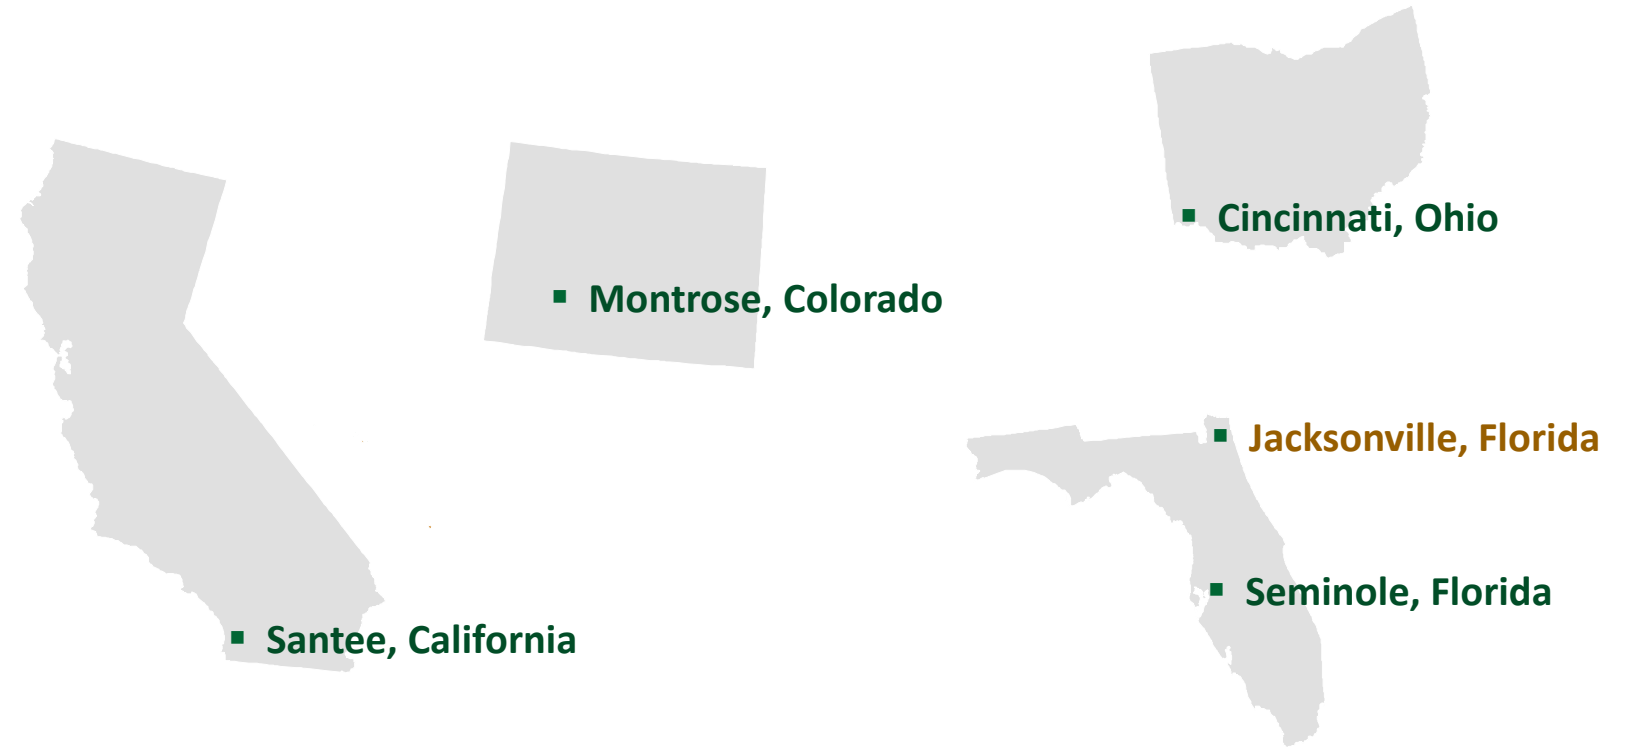 Cincinnati, Ohio
Montrose, Colorado
Jacksonville, Florida
Seminole, Florida
Santee, California